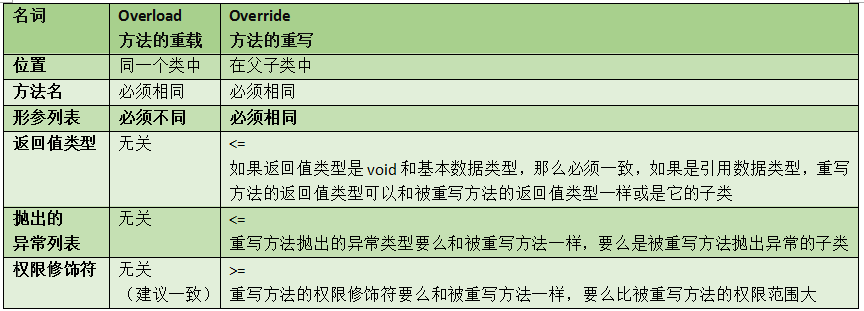 名词 Overload Override
方法的重载 方法的重写
位置 同一个类中 在父子类中
方法名 必须相同 必须相同
形参列表 必须不同 必须相同
返回值类型 无关 <=
如果返回值类型是 void 和基本数据类型，那么必须一致，如果是引用数据类型，重写
方法的返回值类型可以和被重写方法的返回值类型一样或是它的子类
抛出的 无关 <=
异常列表 重写方法抛出的异常类型要么和被重写方法一样，要么是被重写方法抛出异常的子类
权限修饰符 无关 >=
（建议一致） 重写方法的权限修饰符要么和被重写方法一样，要么比被重写方法的权限范围大